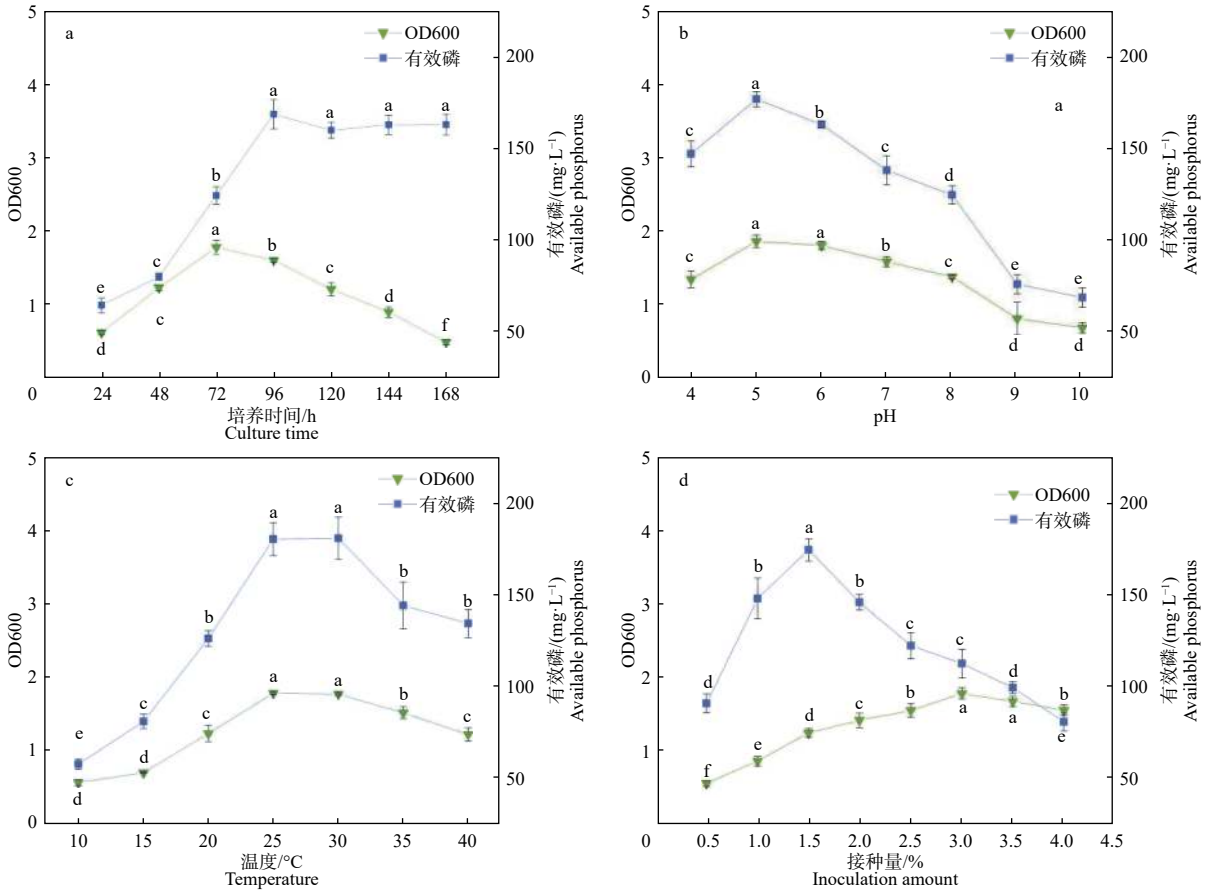 a
OD600
有效磷
5
4
3
2
1
0
OD600
200
150
100
50
有效磷/(mg·L⁻¹)
Available phosphorus
a
a
a
a
b
c
e
a
b
c
d
f
c
d
24
48
72
96
120
144
168
培养时间/h
Culture time
b
OD600
有效磷
a
5
4
3
2
1
0
OD600
200
150
100
50
有效磷/(mg·L⁻¹)
Available phosphorus
c
a
b
c
d
e
e
c
a
a
b
c
d
d
4
5
6
7
8
9
10
pH
c
OD600
有效磷
5
4
3
2
1
0
OD600
200
150
100
50
有效磷/(mg·L⁻¹)
Available phosphorus
e
c
b
a
a
b
b
d
d
c
a
a
b
c
10
15
20
25
30
35
40
温度/°C
Temperature
d
OD600
有效磷
5
4
3
2
1
0
OD600
200
150
100
50
有效磷/(mg·L⁻¹)
Available phosphorus
d
b
a
b
c
c
d
e
f
e
d
c
b
a
a
b
0.5
1.0
1.5
2.0
2.5
3.0
3.5
4.0
4.5
接种量/%
Inoculation amount